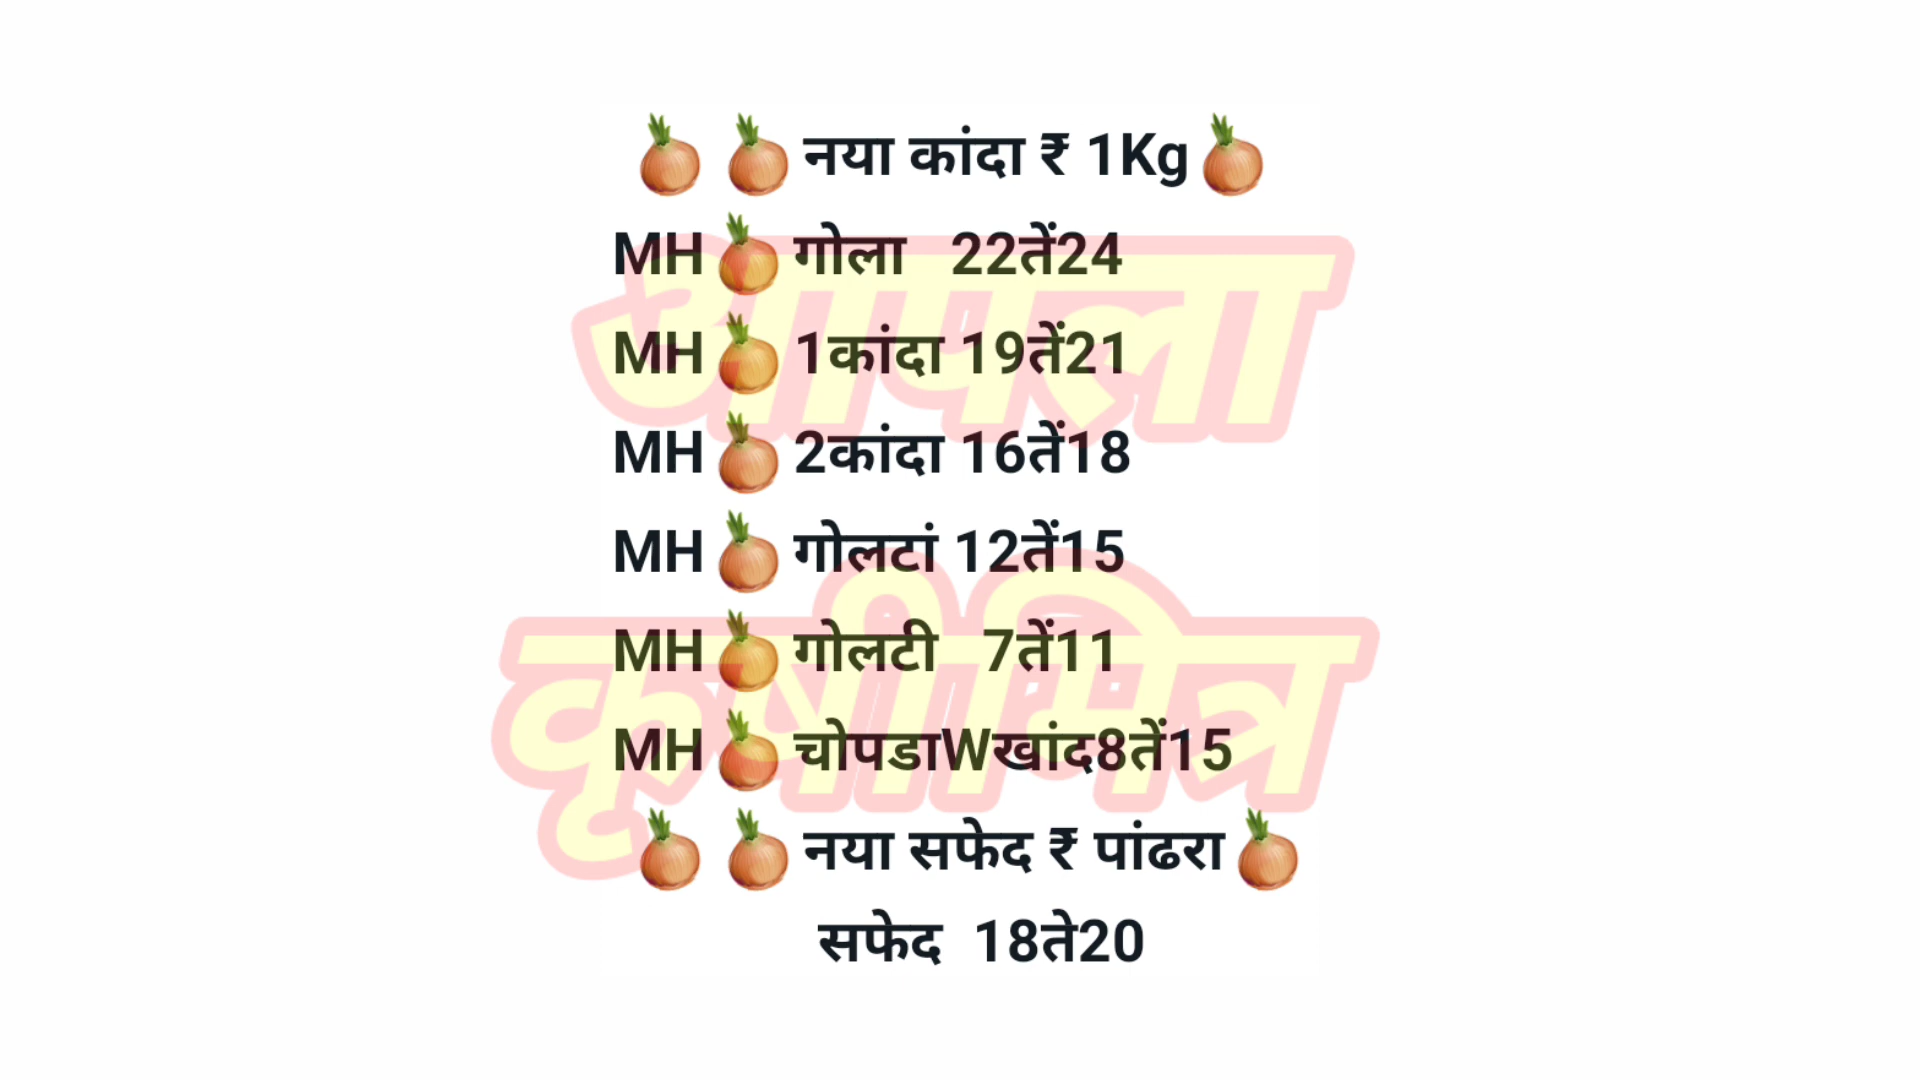 🧅 🧅 नया कांदा ₹ 1Kg🧅
MH🧅 गोला 22तें24
MH🧅 1कांदा 19तें21
MH🧅 2कांदा 16तें18
MH🧅 गोलटां 12तें15
MH🧅 गोलटी 7तें11
MH🧅 चोपडाWखांद8तें15
🧅 🧅 नया सफेद ₹ पांढरा🧅
सफेद 18ते20
आपला
कृषीमित्र